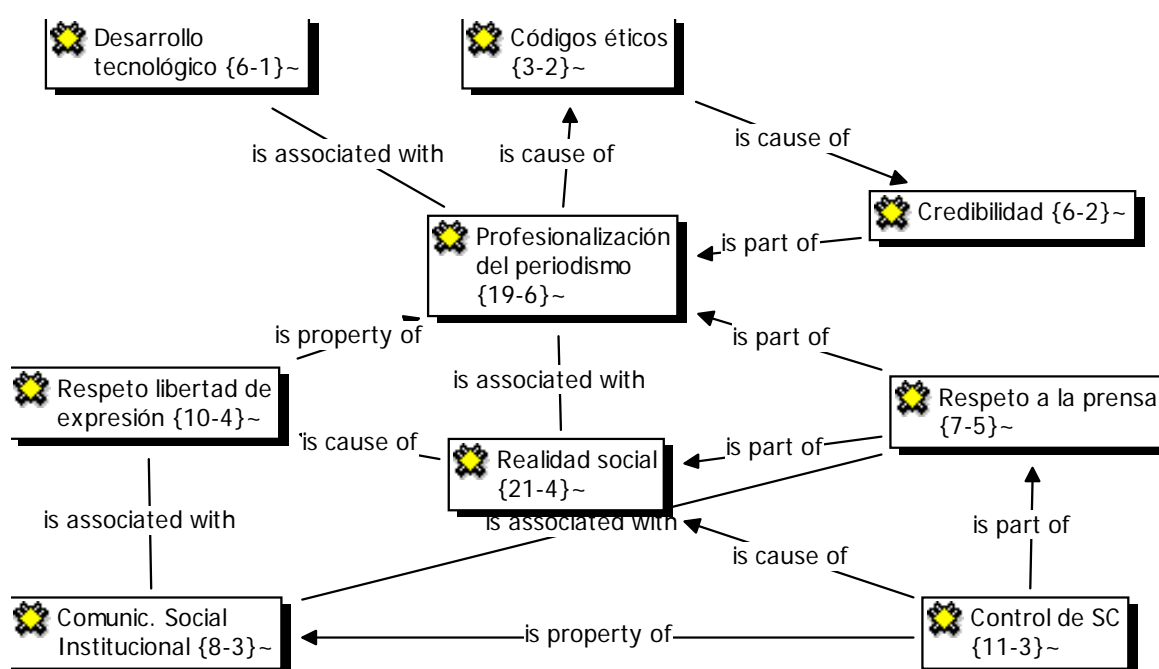 Desarrollo
tecnológico {6-1}~
Códigos éticos
{3-2}~
is associated with
is cause of
is cause of
Credibilidad {6-2}~
Profesionalización
del periodismo
{19-6}~
is part of
is property of
is part of
Respeto libertad de
expresión {10-4}~
is associated with
Respeto a la prensa
{7-5}~
is cause of
Realidad social
{21-4}~
is part of
is associated with
is associated with
is part of
is cause of
Comunic. Social
Institucional {8-3}~
is property of
Control de SC
{11-3}~